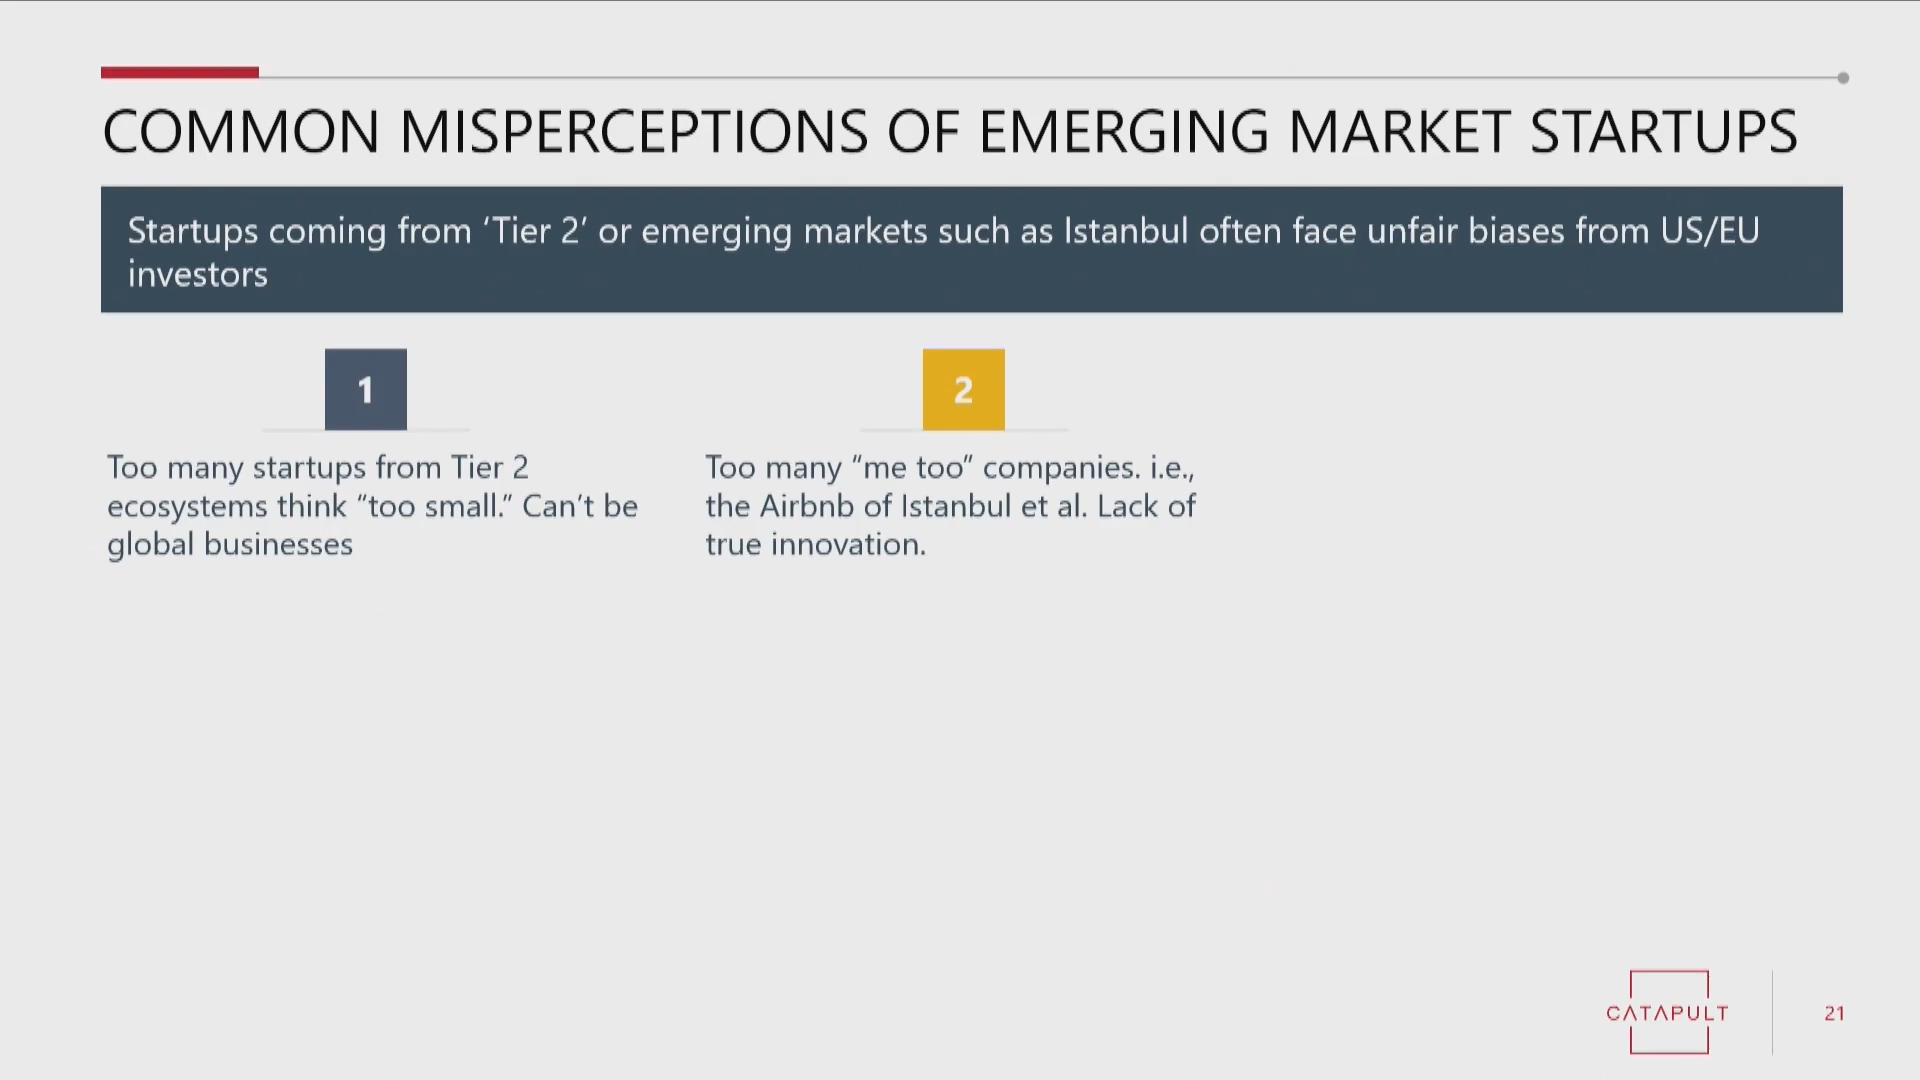 COMMON MISPERCEPTIONS OF EMERGING MARKET STARTUPS
Startups coming from ‘Tier 2’ or emerging markets such as Istanbul often face unfair biases from US/EU
investors
1
Too many startups from Tier 2
ecosystems think “too small.” Can’t be
global businesses
2
Too many “me too” companies. i.e.,
the Airbnb of Istanbul et al. Lack of
true innovation.
CATAPULT
21